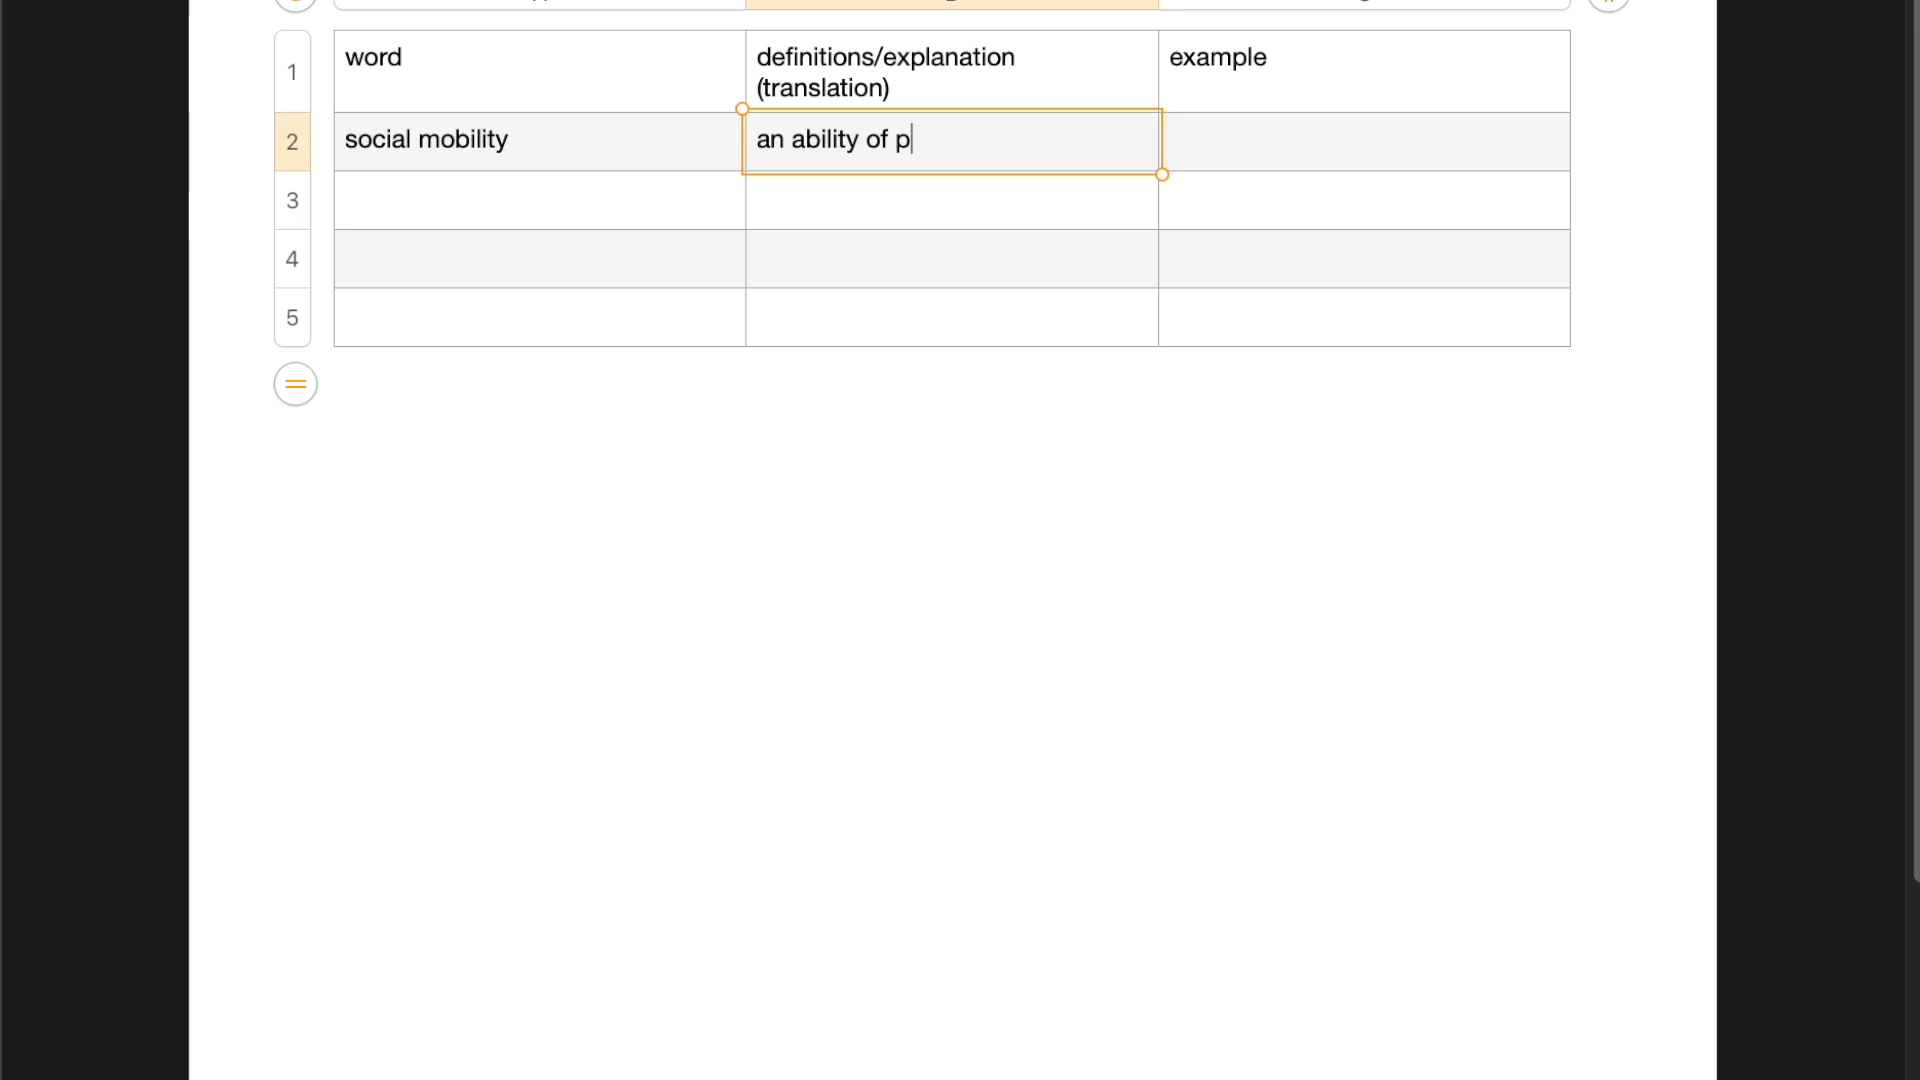 1
word
definitions/explanation
(translation)
example
2
social mobility
an ability of p
3
4
5